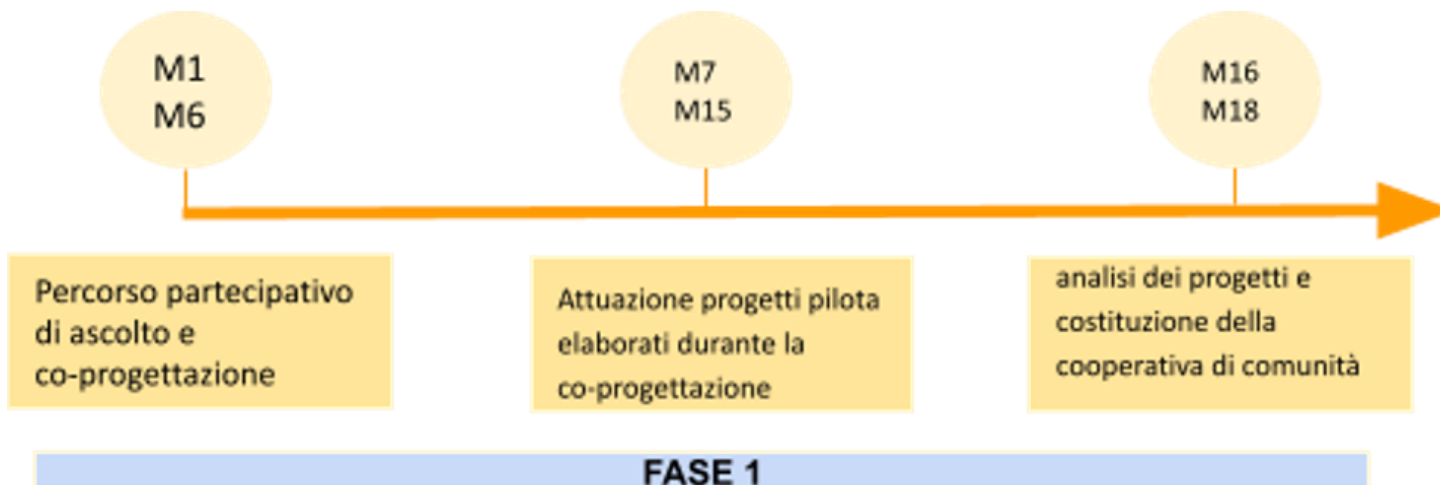 M1
M6
M7
M15
M16
M18
Percorso partecipativo
di ascolto e
co-progettazione
Attuazione progetti pilota
elaborati durante la
co-progettazione
analisi dei progetti e
costituzione della
cooperativa di comunità
FASE 1